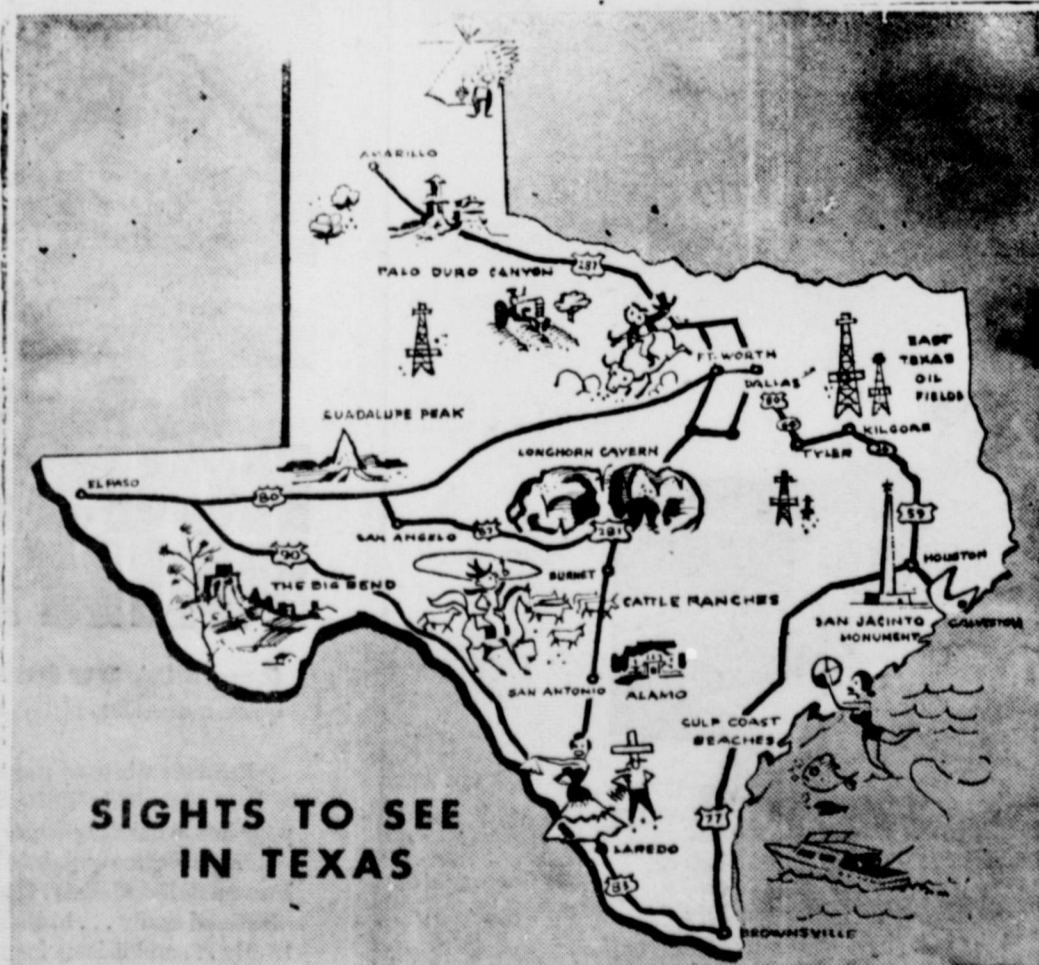 AMARILLO
PALO DURO CANYON
287
FT. WORTH
DALLAS
80
EAST
TEXAS
OIL
FIELDS
KILGORE
TYLER
GUADALUPE PEAK
LONGHORN CAVERN
EL PASO
80
SAN ANGELO
281
59
HOUSTON
90
THE BIG BEND
BURNET
CATTLE RANCHES
SAN JACINTO
MONUMENT
GALVESTON
SAN ANTONIO
ALAMO
GULF COAST
BEACHES
77
SIGHTS TO SEE
IN TEXAS
LAREDO
BROWNSVILLE